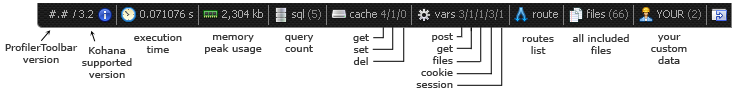 #.# / 3.2 0.071076 s 2,304 kb sql (5) cache 4/1/0 vars 3/1/1/3/1 route files (66) YOUR (2)
ProfilerToolbar
version
Kohana
supported
version
execution
time
memory
peak usage
query
count
get
set
del
post
get
files
cookie
session
routes
list
all included
files
your
custom
data